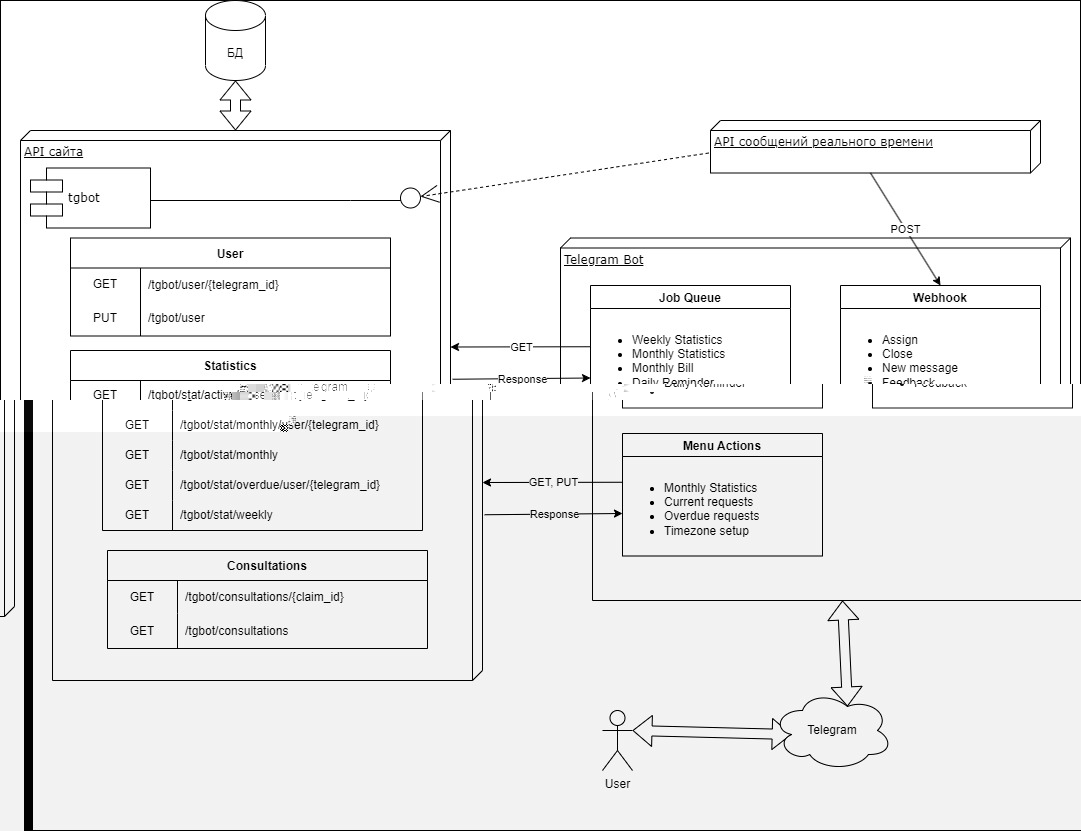 БД
API сайта
tgbot
User
GET /tgbot/user/{telegram_id}
PUT /tgbot/user
Statistics
GET
GET /tgbot/stat/monthly/user/{telegram_id}
GET /tgbot/stat/monthly
GET /tgbot/stat/overdue/user/{telegram_id}
GET /tgbot/stat/weekly
Consultations
GET /tgbot/consultations/{claim_id}
GET /tgbot/consultations
API сообщений реального времени
POST
Telegram Bot
Job Queue
Weekly Statistics
Monthly Statistics
Monthly Bill
Daily Reminder
Webhook
Assign
Close
New message
Feedback
GET
Response
GET, PUT
Response
Menu Actions
Monthly Statistics
Current requests
Overdue requests
Timezone setup
Telegram
User